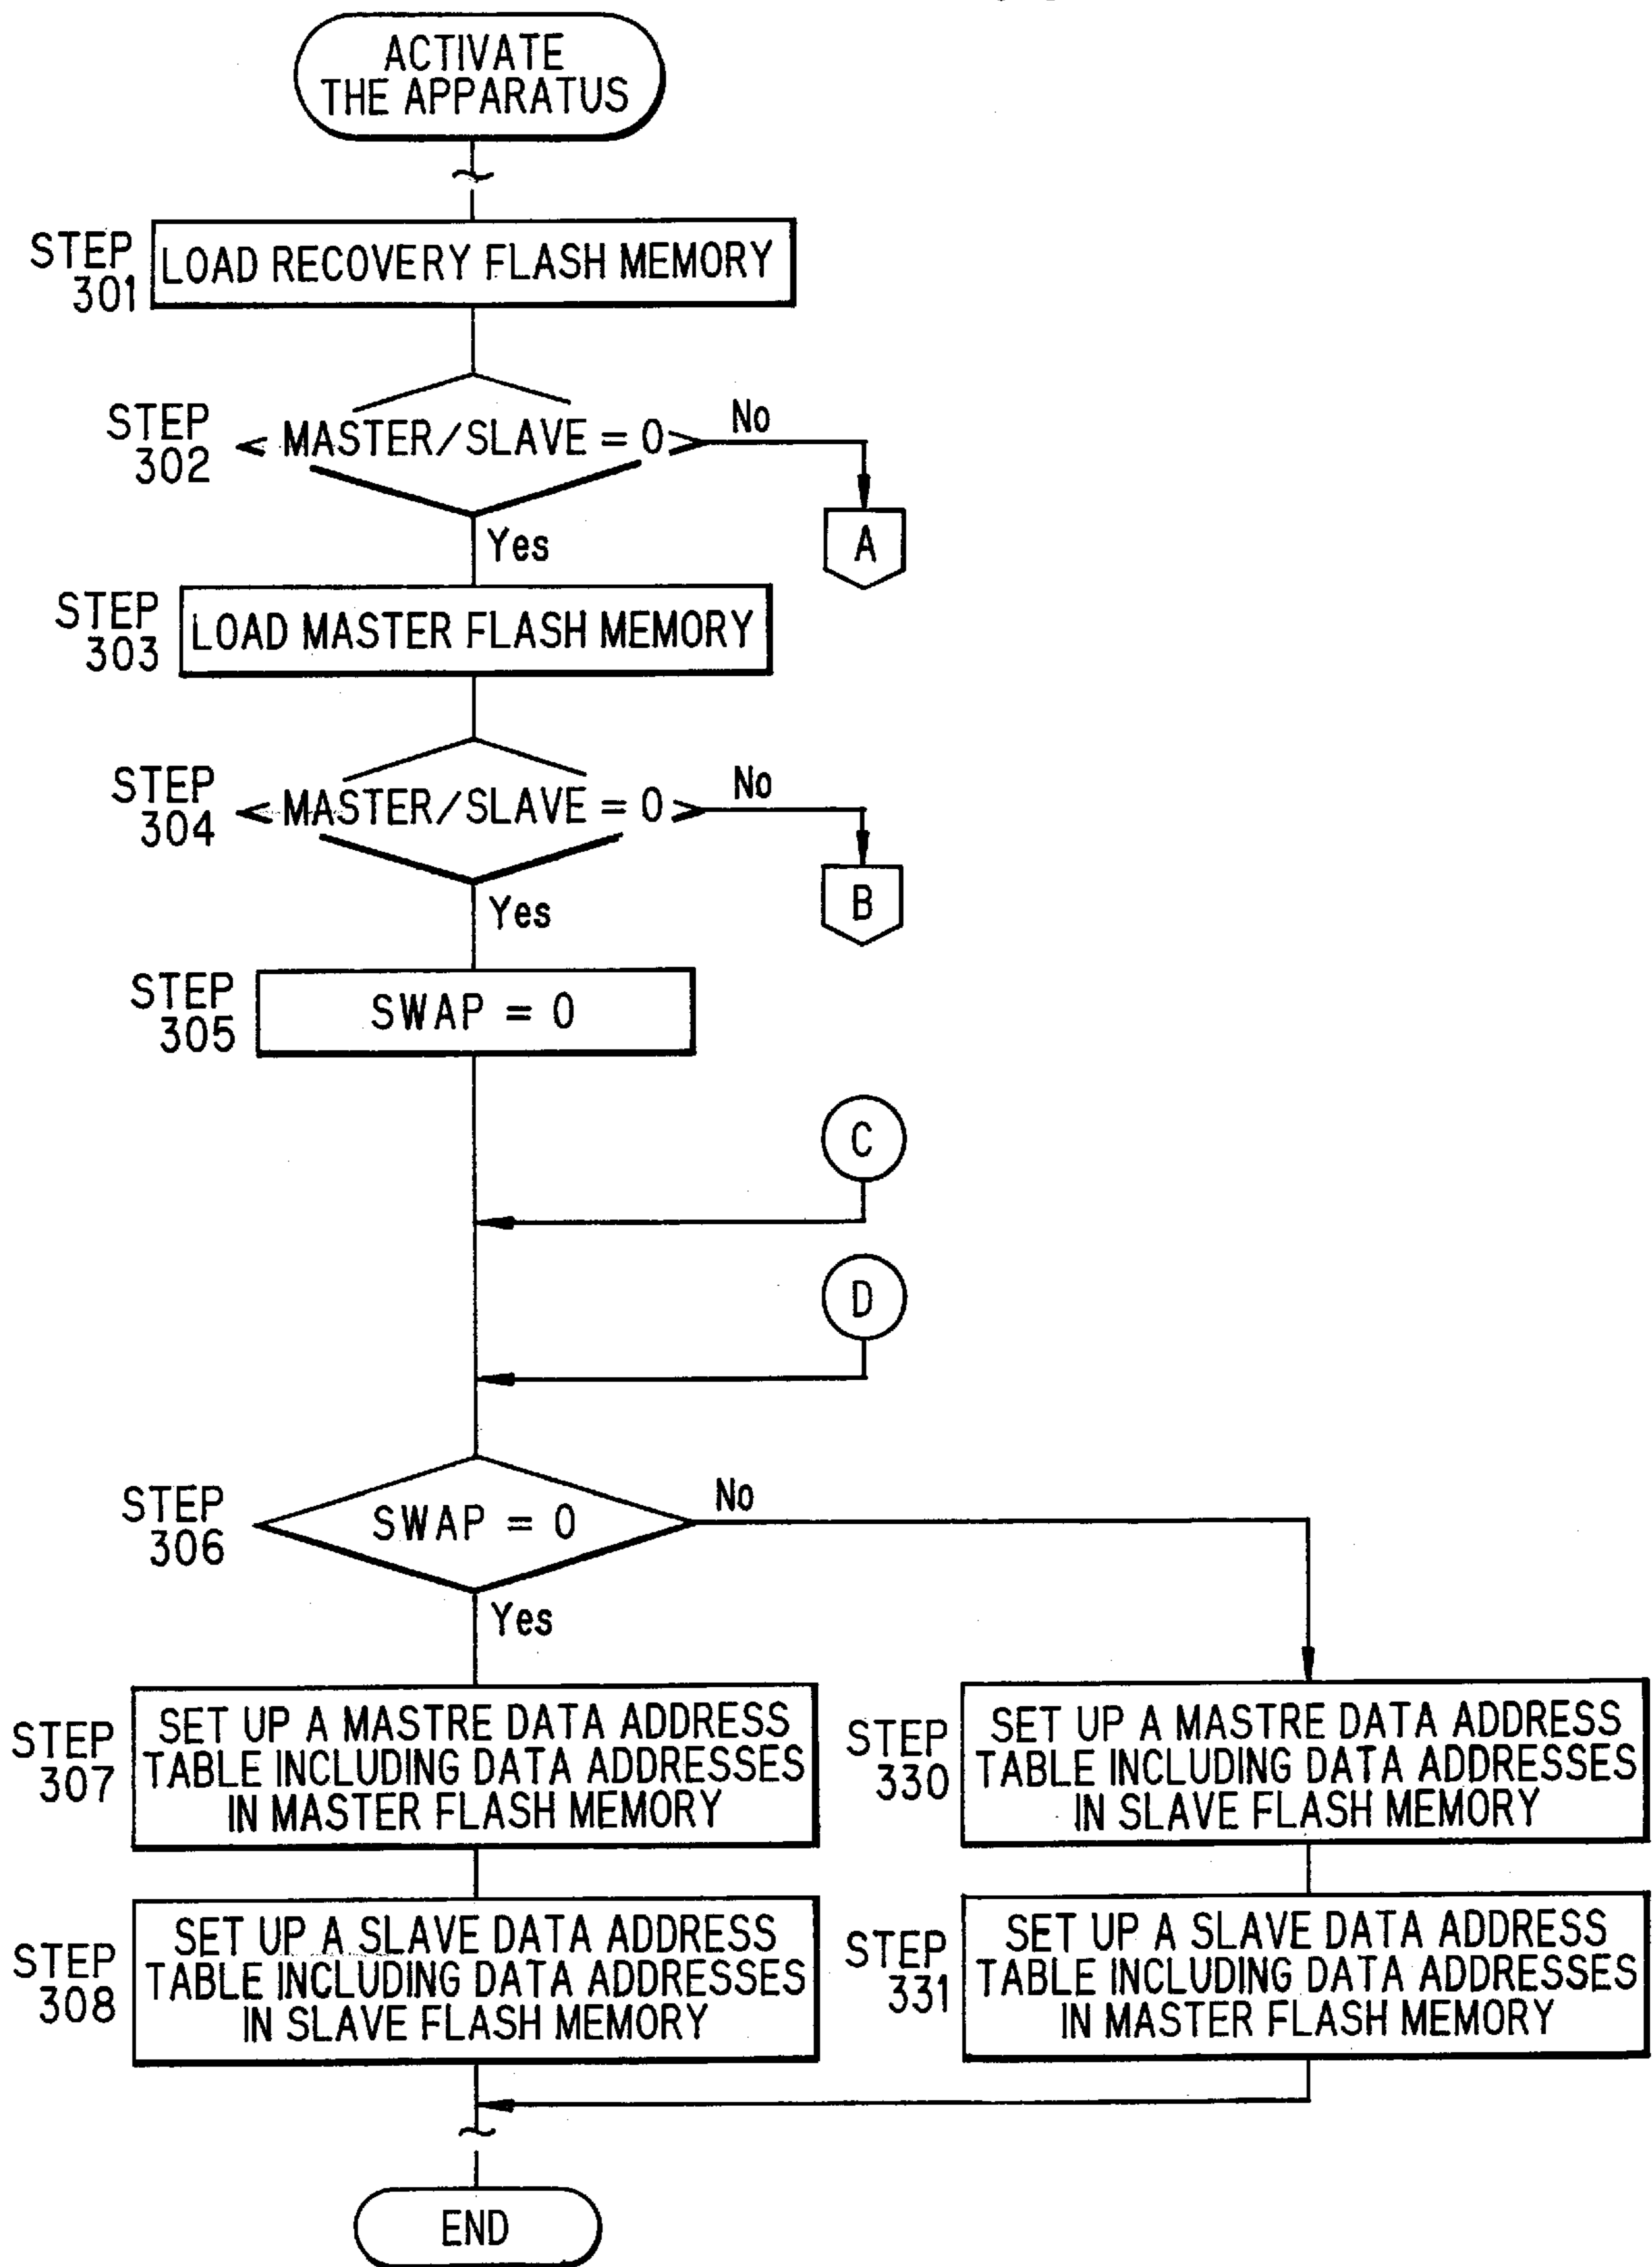 ACTIVATE
THE APPARATUS
STEP
301
LOAD RECOVERY FLASH MEMORY
STEP
302
MASTER/SLAVE = 0
No
A
Yes
STEP
303
LOAD MASTER FLASH MEMORY
STEP
304
MASTER/SLAVE = 0
No
B
Yes
STEP
305
SWAP = 0
C
D
STEP
306
SWAP = 0
No
Yes
STEP
307
SET UP A MASTRE DATA ADDRESS
TABLE INCLUDING DATA ADDRESSES
IN MASTER FLASH MEMORY
STEP
330
SET UP A MASTRE DATA ADDRESS
TABLE INCLUDING DATA ADDRESSES
IN SLAVE FLASH MEMORY
STEP
308
SET UP A SLAVE DATA ADDRESS
TABLE INCLUDING DATA ADDRESSES
IN SLAVE FLASH MEMORY
STEP
331
SET UP A SLAVE DATA ADDRESS
TABLE INCLUDING DATA ADDRESSES
IN MASTER FLASH MEMORY
END